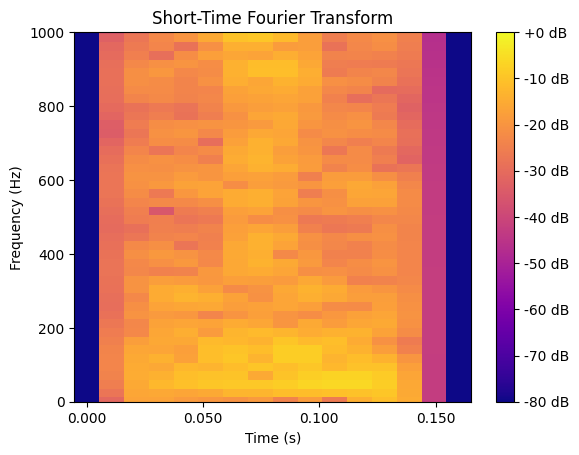 Short-Time Fourier Transform
1000
800
600
400
200
0
Frequency (Hz)
0.000
0.050
0.100
0.150
Time (s)
+0 dB
-10 dB
-20 dB
-30 dB
-40 dB
-50 dB
-60 dB
-70 dB
-80 dB